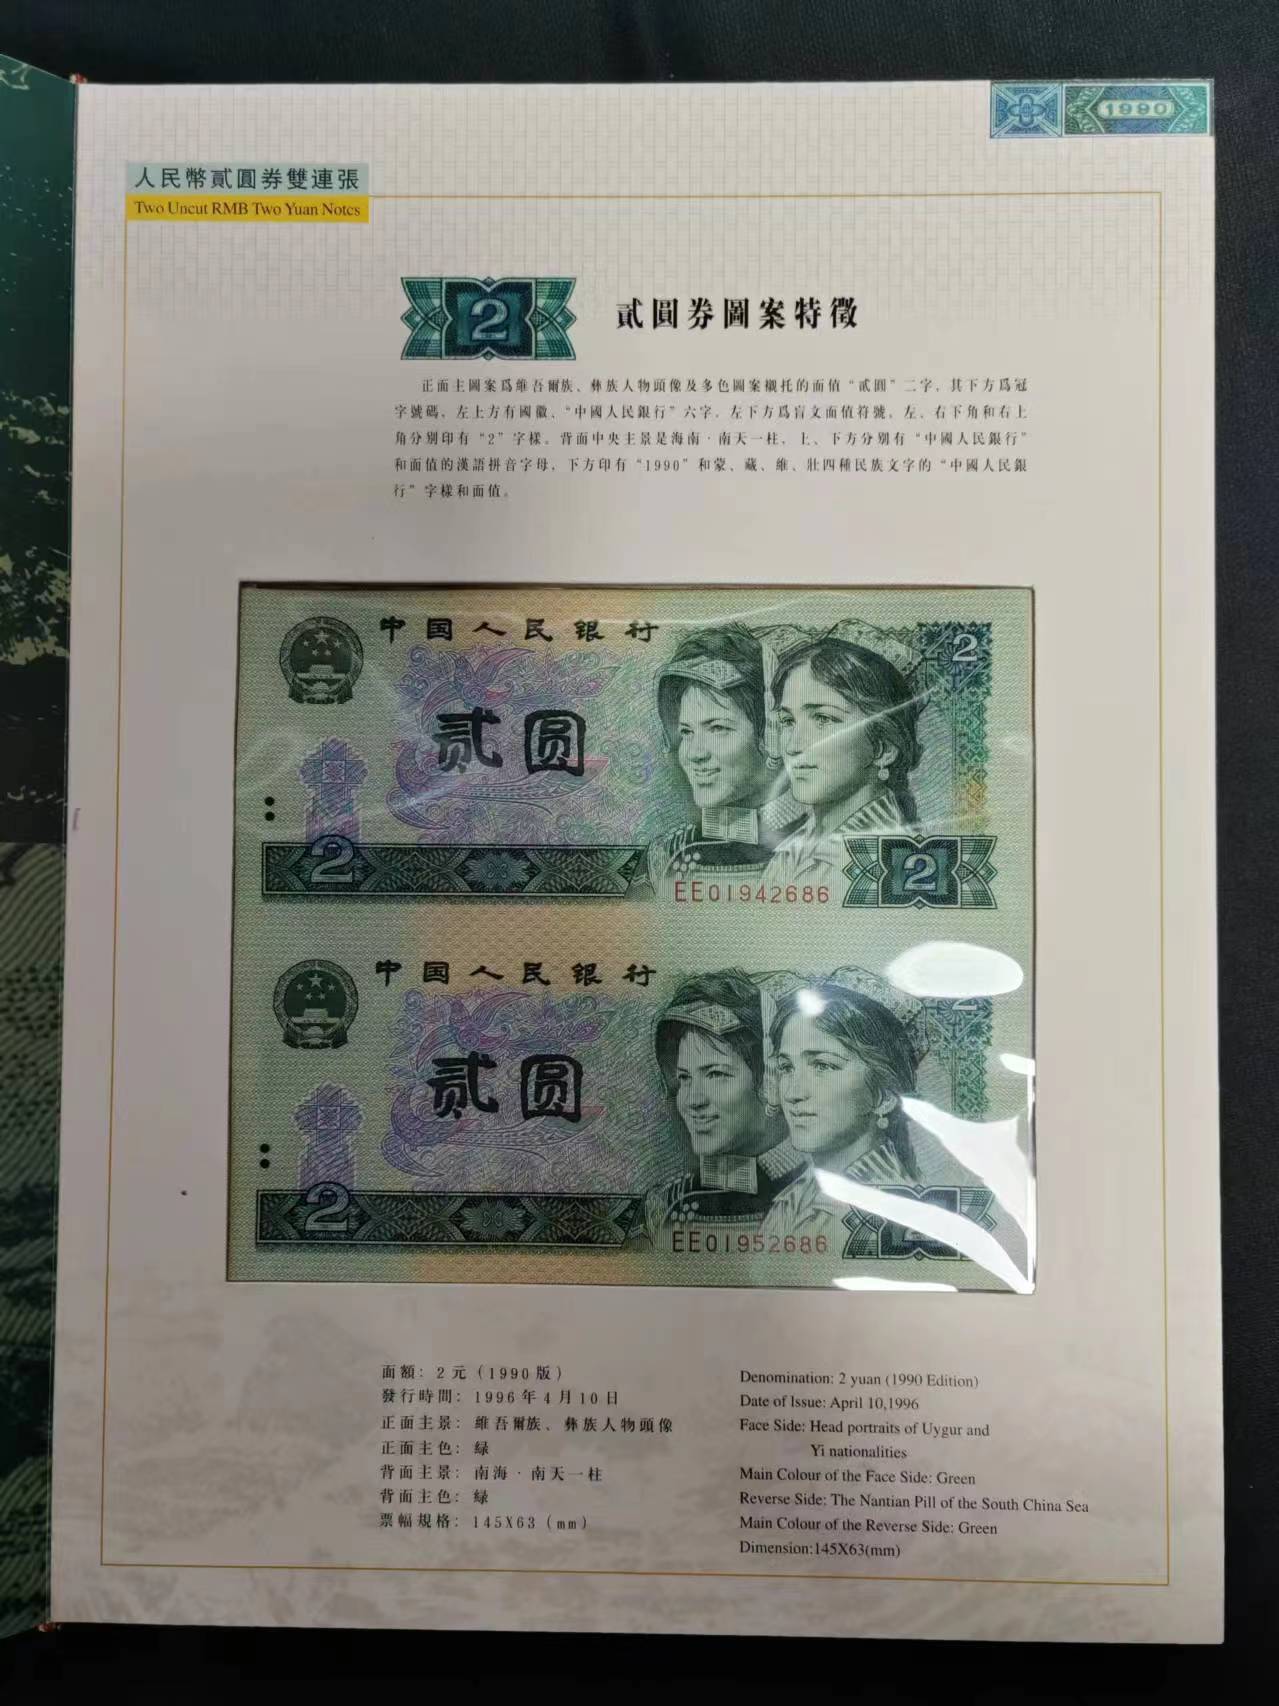 1990
人民幣貳圓券雙連張
Two Uncut RMB Two Yuan Notes
2
貳圓券圖案特徵
正面主圖案爲維吾爾族、彝族人物頭像及多色圖案襯托的面值“貳圓”二字，其下方爲冠
字號碼，左上方有國徽、“中國人民銀行”六字，左下方爲盲文面值符號，左、右下角和右上
角分別印有“2”字樣。背面中央主景是海南·南天一柱，上、下方分別有“中國人民銀行”
和面值的漢語拼音字母，下方印有“1990”和蒙、藏、維、壯四種民族文字的“中國人民銀
行”字樣和面值。
中国人民银行
2
贰圆
2
EE01942686
2
中国人民银行
2
贰圆
2
EE01952686
2
面額：2元（1990版）
發行時間：1996年4月10日
正面主景：維吾爾族、彝族人物頭像
正面主色：緑
背面主景：南海·南天一柱
背面主色：緑
票幅規格：145X63（mm）
Denomination: 2 yuan (1990 Edition)
Date of Issue: April 10,1996
Face Side: Head portraits of Uygur and
Yi nationalities
Main Colour of the Face Side: Green
Reverse Side: The Nantian Pill of the South China Sea
Main Colour of the Reverse Side: Green
Dimension:145X63(mm)